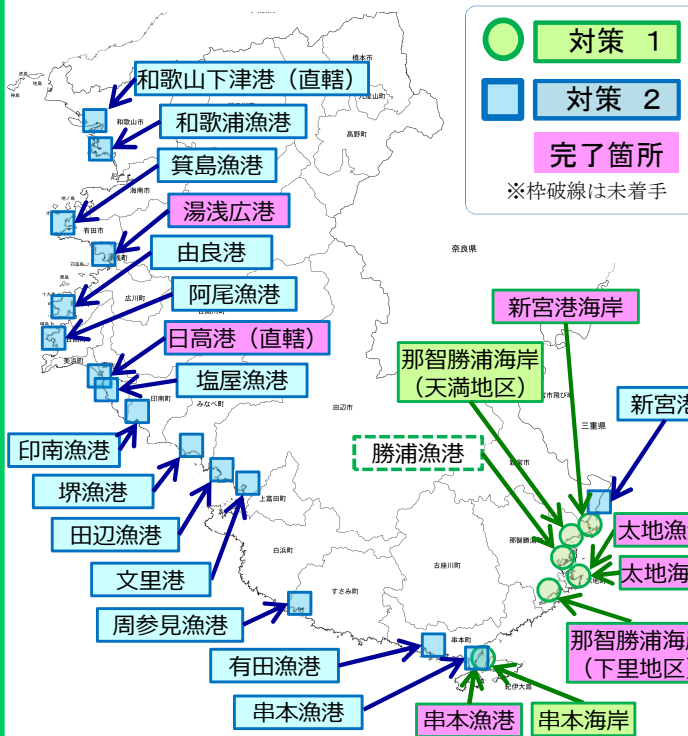 対策 1
対策 2
完了箇所
※枠破線は未着手
和歌山下津港（直轄）
和歌浦漁港
箕島漁港
湯浅広港
由良港
阿尾漁港
日高港（直轄）
塩屋漁港
印南漁港
堺漁港
田辺漁港
文里港
周参見漁港
有田漁港
串本漁港
串本漁港
串本海岸
新宮港海岸
那智勝浦海岸
（天満地区）
勝浦漁港
新宮港
太地漁
太地海
那智勝浦海岸
（下里地区）
橋本市
和歌山市
高野町
海南市
有田市
広川町
美浜町
印南町
みなべ町
田辺市
上富田町
白浜町
すさみ町
古座川町
串本町
紀伊大島
新宮市
三重県
奈良県